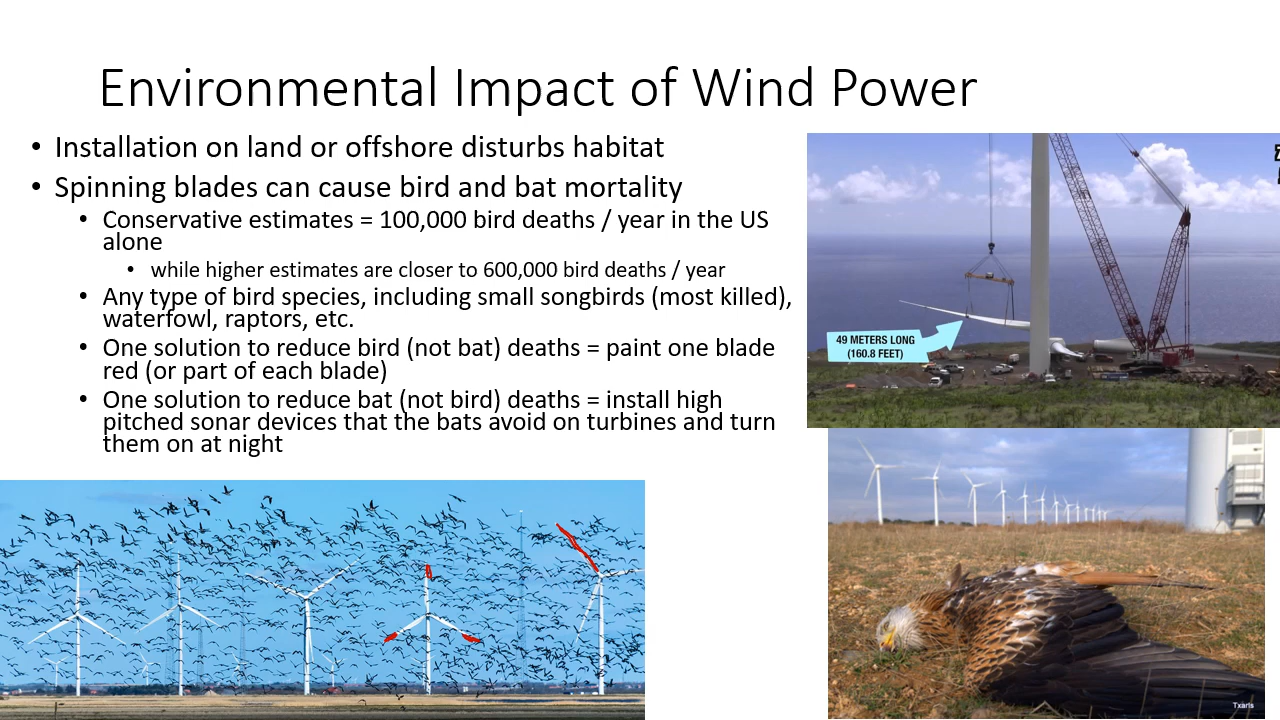 Environmental Impact of Wind Power
• Installation on land or offshore disturbs habitat
• Spinning blades can cause bird and bat mortality
• Conservative estimates = 100,000 bird deaths / year in the US
alone
• while higher estimates are closer to 600,000 bird deaths / year
• Any type of bird species, including small songbirds (most killed),
waterfowl, raptors, etc.
• One solution to reduce bird (not bat) deaths = paint one blade
red (or part of each blade)
• One solution to reduce bat (not bird) deaths = install high
pitched sonar devices that the bats avoid on turbines and turn
them on at night
49 METERS LONG
(160.8 FEET)
Txaris